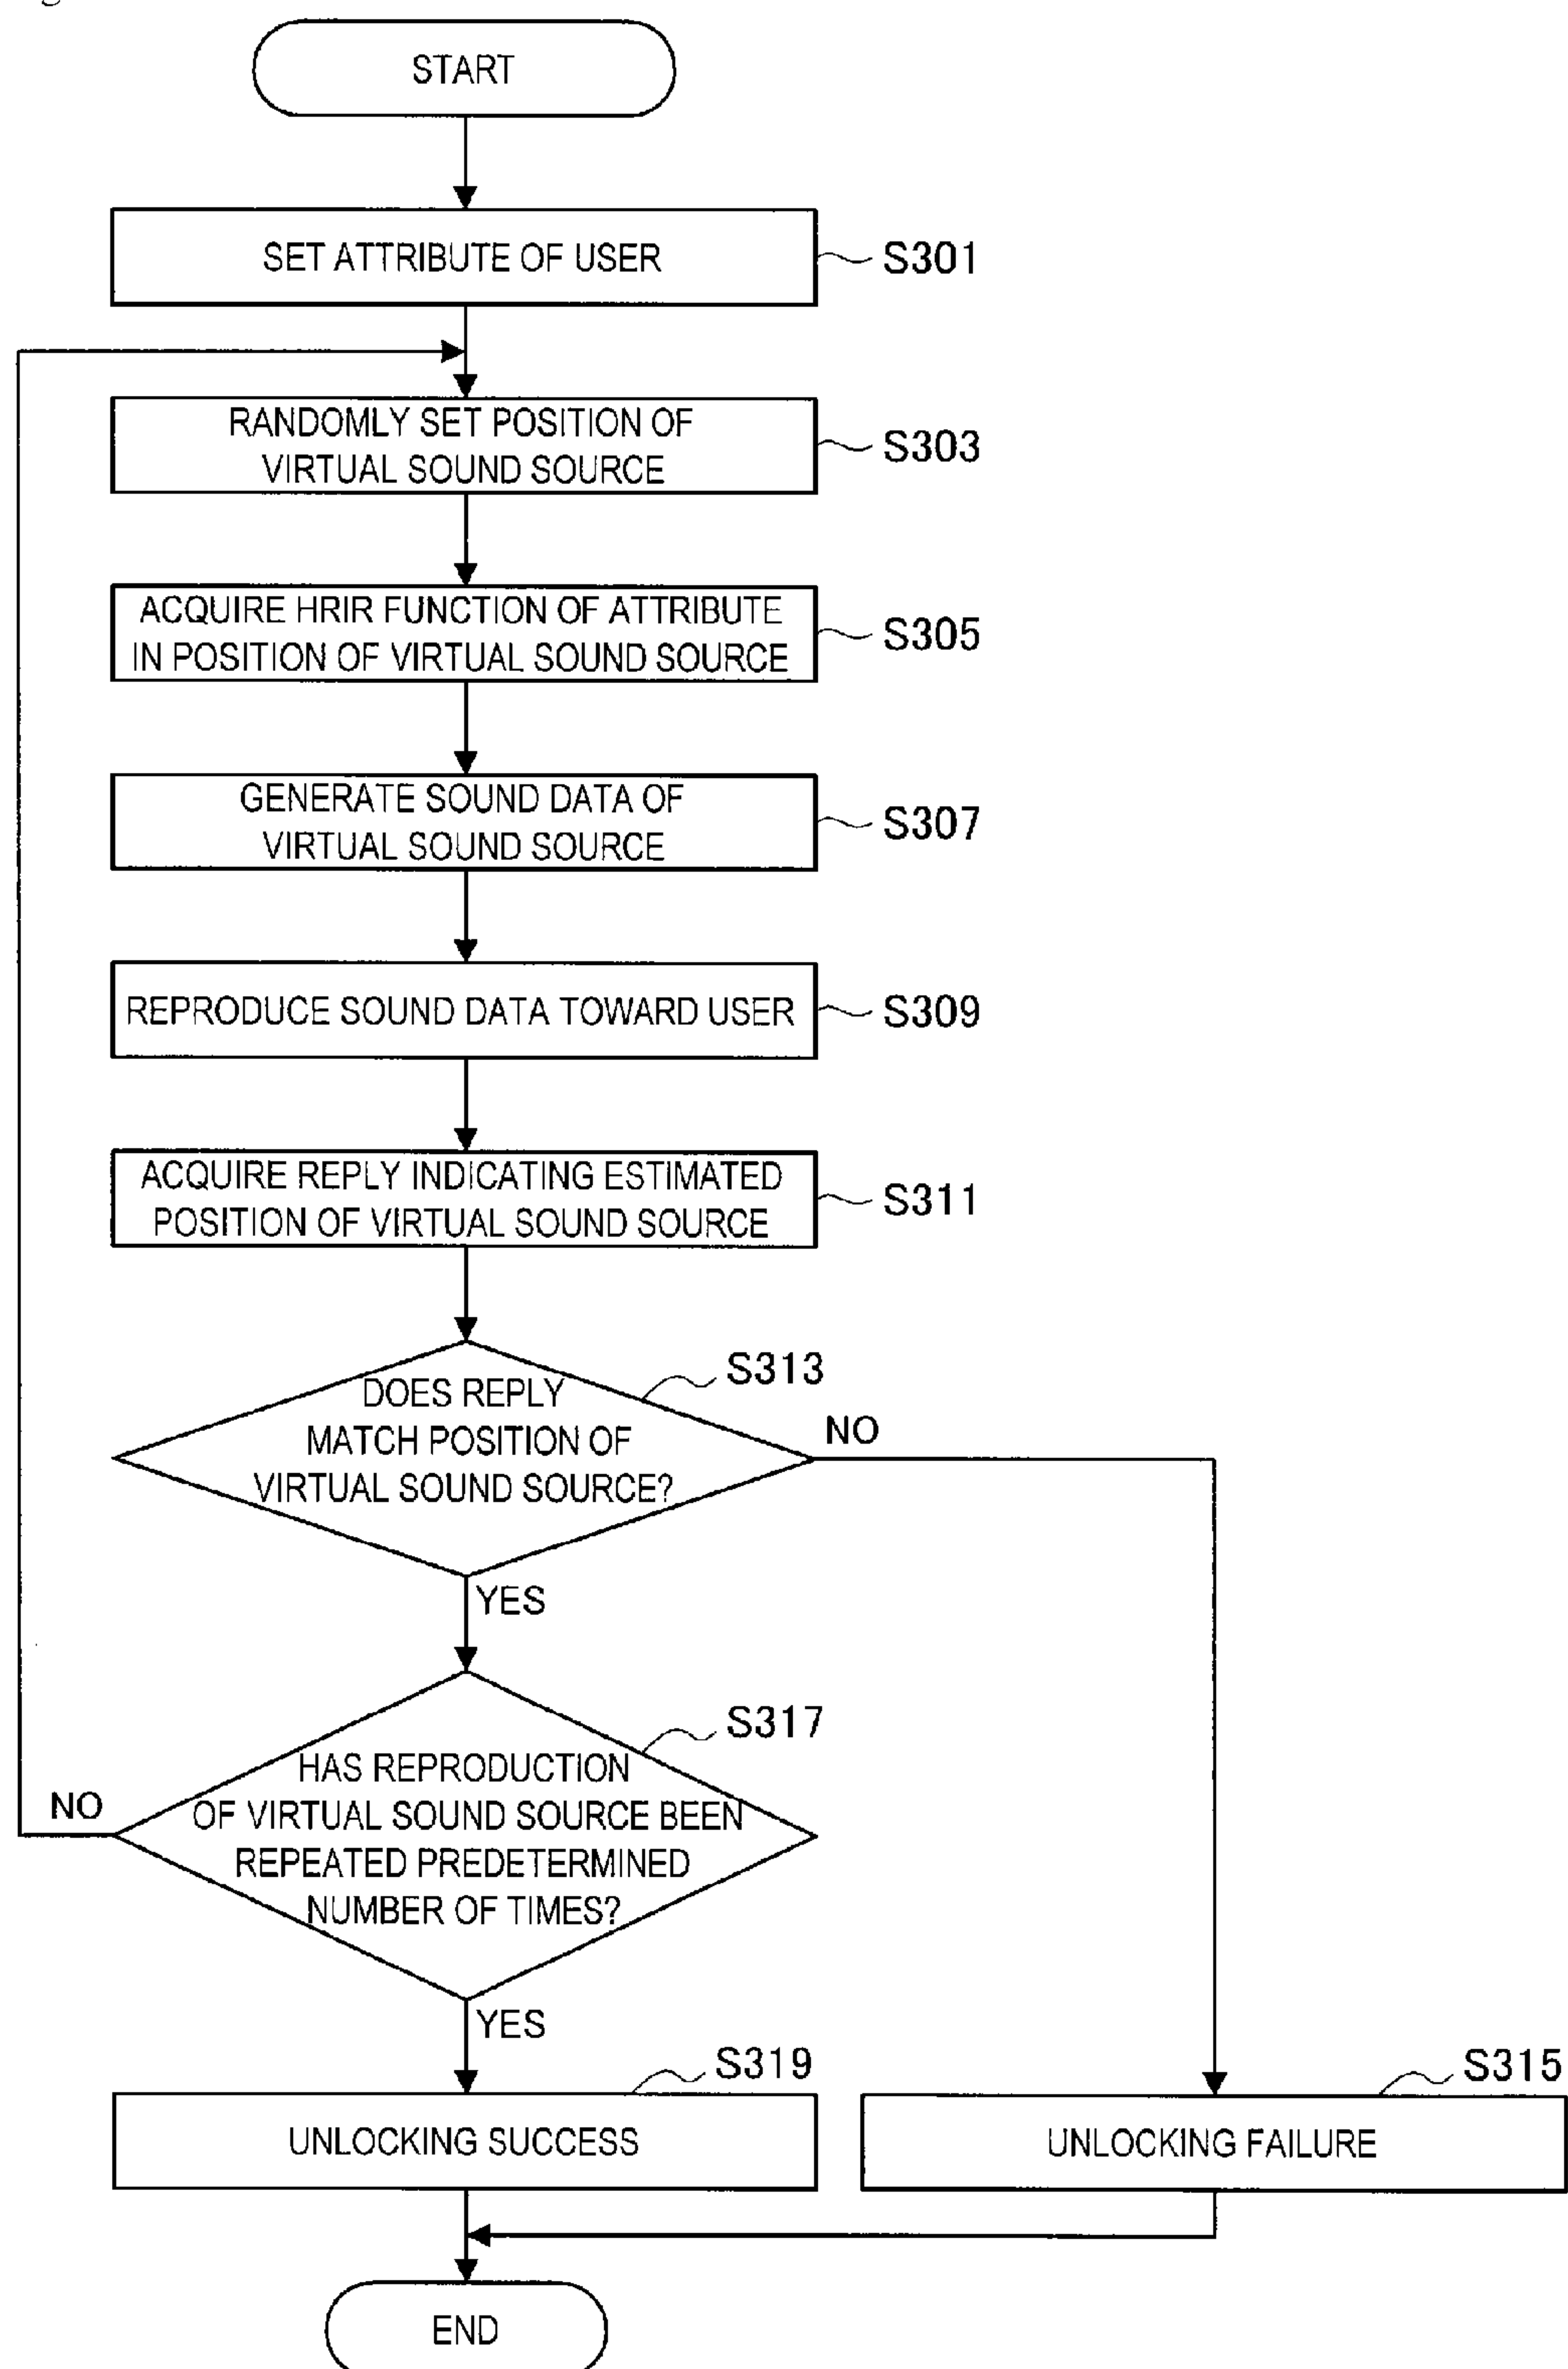 START
SET ATTRIBUTE OF USER
S301
RANDOMLY SET POSITION OF
VIRTUAL SOUND SOURCE
S303
ACQUIRE HRIR FUNCTION OF ATTRIBUTE
IN POSITION OF VIRTUAL SOUND SOURCE
S305
GENERATE SOUND DATA OF
VIRTUAL SOUND SOURCE
S307
REPRODUCE SOUND DATA TOWARD USER
S309
ACQUIRE REPLY INDICATING ESTIMATED
POSITION OF VIRTUAL SOUND SOURCE
S311
S313
DOES REPLY
MATCH POSITION OF
VIRTUAL SOUND SOURCE?
NO
YES
S317
HAS REPRODUCTION
OF VIRTUAL SOUND SOURCE BEEN
REPEATED PREDETERMINED
NUMBER OF TIMES?
NO
YES
S319
UNLOCKING SUCCESS
S315
UNLOCKING FAILURE
END